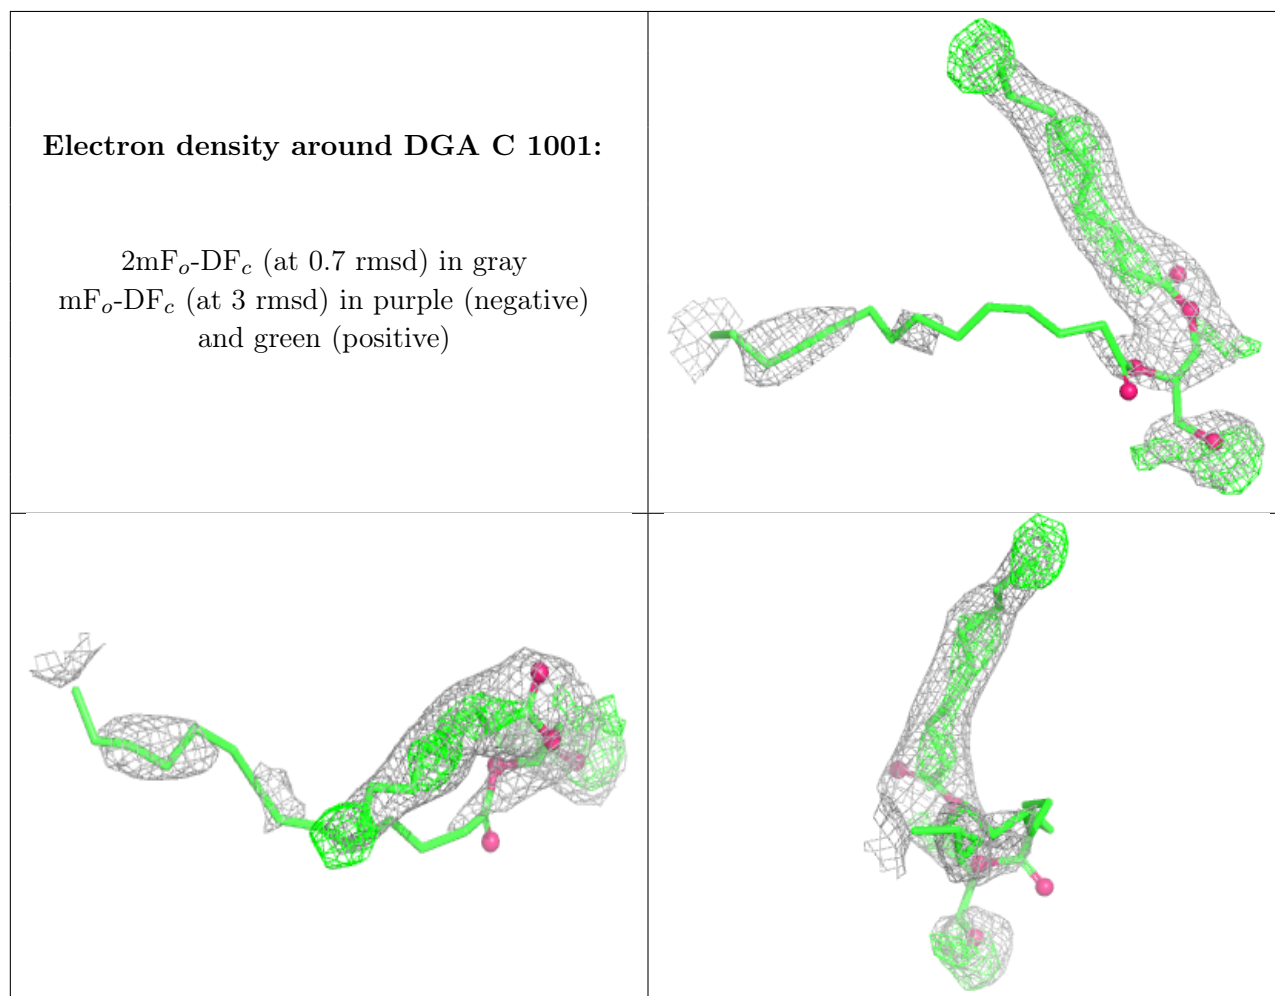 Electron density around DGA C 1001:
2mFₒ-DF𝒸 (at 0.7 rmsd) in gray
mFₒ-DF𝒸 (at 3 rmsd) in purple (negative)
and green (positive)